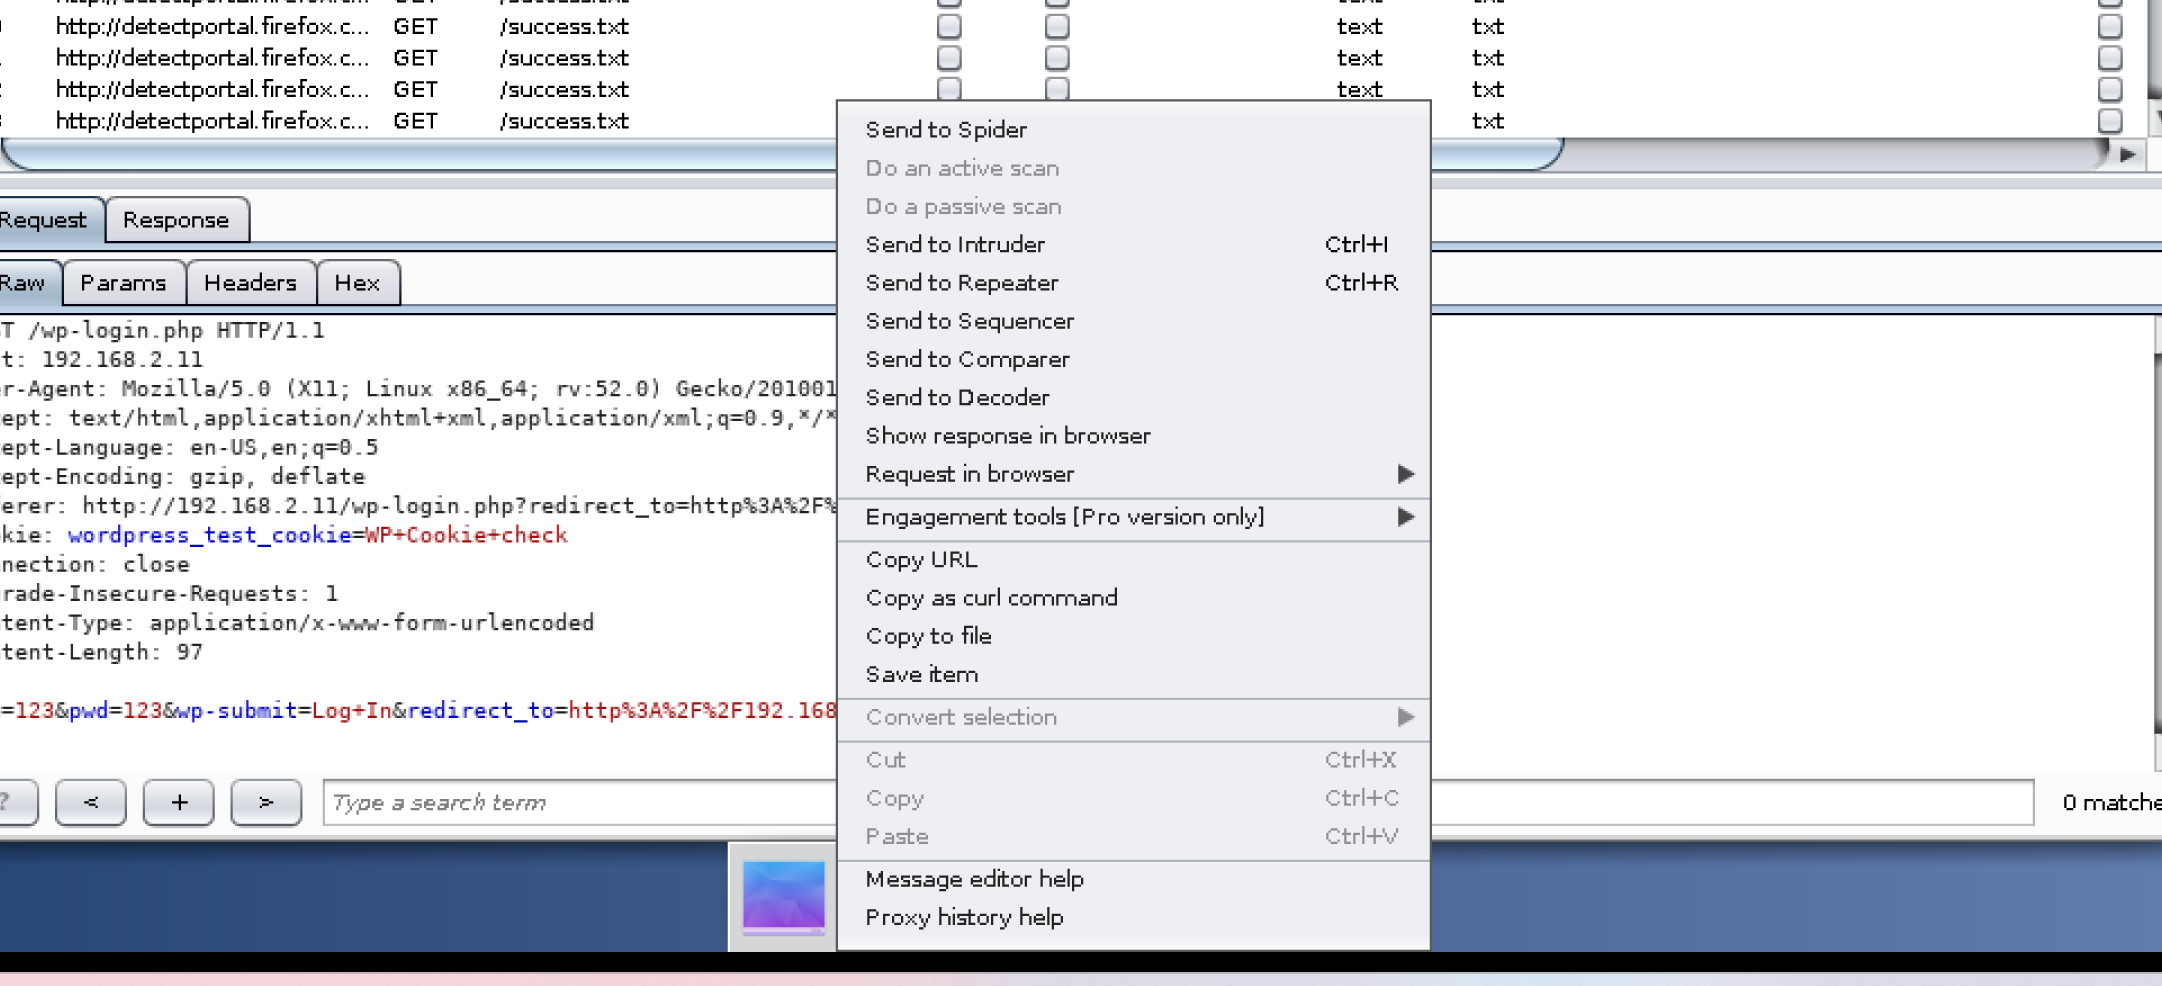 http://detectportal.firefox.c... GET /success.txt text txt
http://detectportal.firefox.c... GET /success.txt text txt
http://detectportal.firefox.c... GET /success.txt text txt
http://detectportal.firefox.c... GET /success.txt txt
Request Response
Raw Params Headers Hex
T /wp-login.php HTTP/1.1
t: 192.168.2.11
r-Agent: Mozilla/5.0 (X11; Linux x86_64; rv:52.0) Gecko/201001
ept: text/html,application/xhtml+xml,application/xml;q=0.9,*/*
ept-Language: en-US,en;q=0.5
ept-Encoding: gzip, deflate
erer: http://192.168.2.11/wp-login.php?redirect_to=http%3A%2F%
kie: wordpress_test_cookie=WP+Cookie+check
nection: close
rade-Insecure-Requests: 1
tent-Type: application/x-www-form-urlencoded
tent-Length: 97
=123&pwd=123&wp-submit=Log+In&redirect_to=http%3A%2F%2F192.168
? < + > Type a search term
0 matche
Send to Spider
Do an active scan
Do a passive scan
Send to Intruder Ctrl+I
Send to Repeater Ctrl+R
Send to Sequencer
Send to Comparer
Send to Decoder
Show response in browser
Request in browser
Engagement tools [Pro version only]
Copy URL
Copy as curl command
Copy to file
Save item
Convert selection
Cut Ctrl+X
Copy Ctrl+C
Paste Ctrl+V
Message editor help
Proxy history help